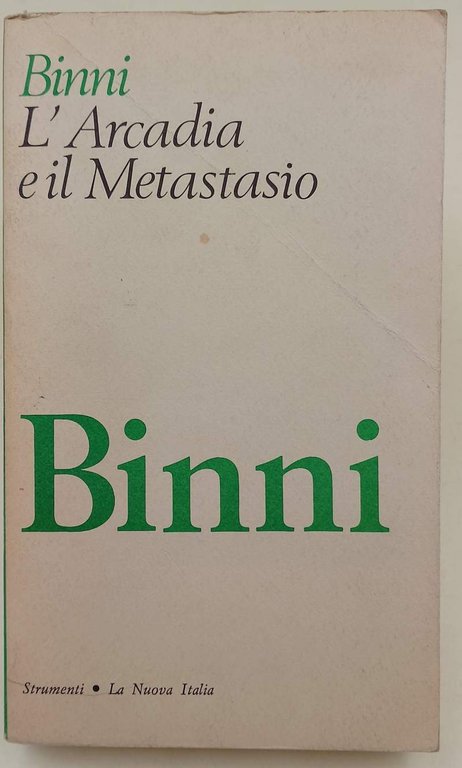 Binni
L'Arcadia
e il Metastasio
Binni
Strumenti • La Nuova Italia